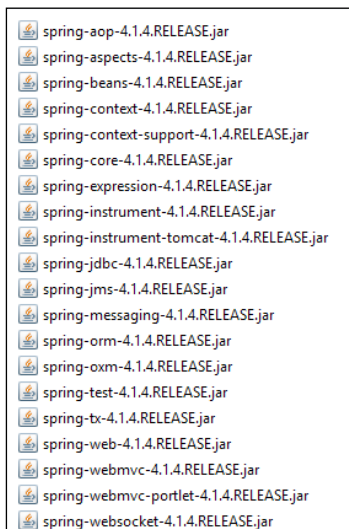 spring-aop-4.1.4.RELEASE.jar
spring-aspects-4.1.4.RELEASE.jar
spring-beans-4.1.4.RELEASE.jar
spring-context-4.1.4.RELEASE.jar
spring-context-support-4.1.4.RELEASE.jar
spring-core-4.1.4.RELEASE.jar
spring-expression-4.1.4.RELEASE.jar
spring-instrument-4.1.4.RELEASE.jar
spring-instrument-tomcat-4.1.4.RELEASE.jar
spring-jdbc-4.1.4.RELEASE.jar
spring-jms-4.1.4.RELEASE.jar
spring-messaging-4.1.4.RELEASE.jar
spring-orm-4.1.4.RELEASE.jar
spring-oxm-4.1.4.RELEASE.jar
spring-test-4.1.4.RELEASE.jar
spring-tx-4.1.4.RELEASE.jar
spring-web-4.1.4.RELEASE.jar
spring-webmvc-4.1.4.RELEASE.jar
spring-webmvc-portlet-4.1.4.RELEASE.jar
spring-websocket-4.1.4.RELEASE.jar